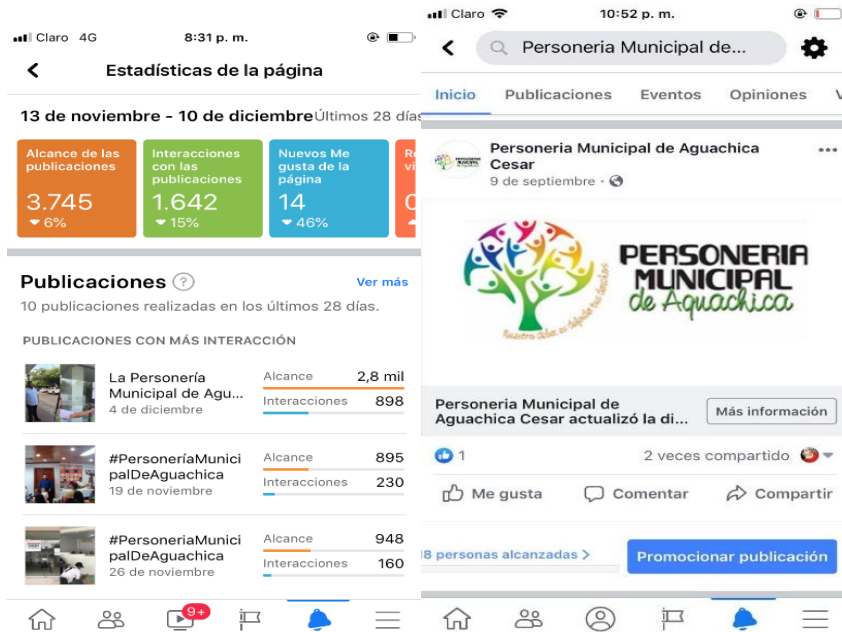 Claro 4G 8:31 p. m.
Estadísticas de la página
13 de noviembre - 10 de diciembre Últimos 28 días
Alcance de las publicaciones
3.745
6%
Interacciones con las publicaciones
1.642
15%
Nuevos Me gusta de la página
14
46%
Publicaciones ?
Ver más
10 publicaciones realizadas en los últimos 28 días.
PUBLICACIONES CON MÁS INTERACCIÓN
La Personería
Municipal de Agu...
4 de diciembre
Alcance 2,8 mil
Interacciones 898
#PersoneríaMunici
palDeAguachica
19 de noviembre
Alcance 895
Interacciones 230
#PersoneriaMunici
palDeAguachica
26 de noviembre
Alcance 948
Interacciones 160
9+
Claro 10:52 p. m.
Personeria Municipal de...
Inicio Publicaciones Eventos Opiniones V
Personeria Municipal de Aguachica
Cesar
9 de septiembre
PERSONERIA
MUNICIPAL
de Aguachica
Personeria Municipal de
Aguachica Cesar actualizó la di...
Más información
1
2 veces compartido
Me gusta Comentar Compartir
8 personas alcanzadas >
Promocionar publicación